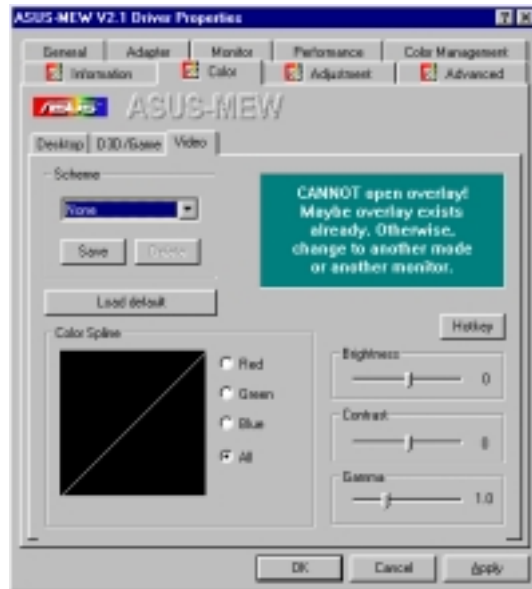 ASUS-MEW V2.1 Driver Properties
General Adapter Monitor Performance Color Management
Information Color Adjustment Advanced
ASUS ASUS-MEW
Desktop D3D/Game Video
Scheme
None
Save Delete
Load default
CANNOT open overlay!
Maybe overlay exists
already. Otherwise,
change to another mode
or another monitor.
Hotkey
Color Spline
Red
Green
Blue
All
Brightness
0
Contrast
0
Gamma
1.0
OK Cancel Apply